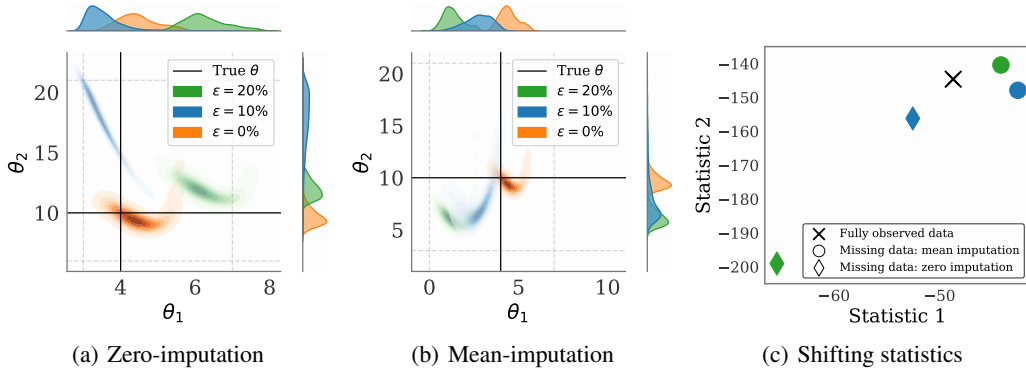 True θ
ε = 20%
ε = 10%
ε = 0%
θ₂
20
15
10
4
6
8
θ₁
(a) Zero-imputation
True θ
ε = 20%
ε = 10%
ε = 0%
θ₂
20
15
10
5
0
5
10
θ₁
(b) Mean-imputation
Statistic 2
−140
−150
−160
−170
−180
−190
−200
Fully observed data
Missing data: mean imputation
Missing data: zero imputation
−60
−50
Statistic 1
(c) Shifting statistics